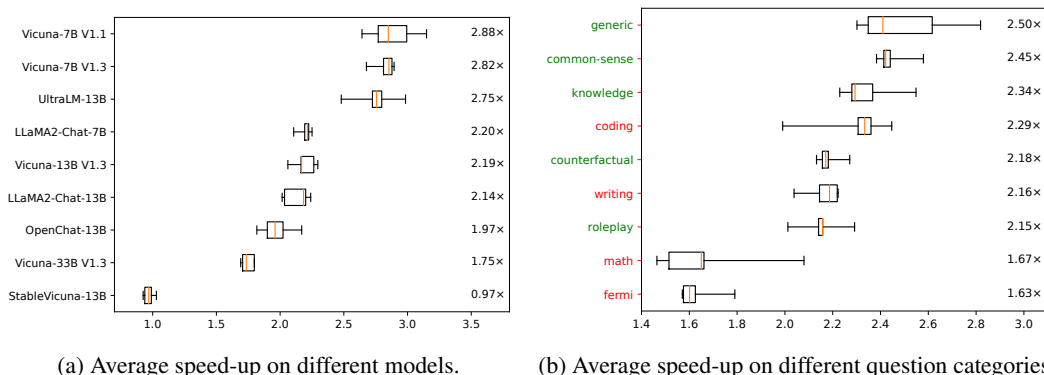 Vicuna-7B V1.1 2.88×
Vicuna-7B V1.3 2.82×
UltraLM-13B 2.75×
LLaMA2-Chat-7B 2.20×
Vicuna-13B V1.3 2.19×
LLaMA2-Chat-13B 2.14×
OpenChat-13B 1.97×
Vicuna-33B V1.3 1.75×
StableVicuna-13B 0.97×
1.0 1.5 2.0 2.5 3.0 3.5
(a) Average speed-up on different models.
generic 2.50×
common-sense 2.45×
knowledge 2.34×
coding 2.29×
counterfactual 2.18×
writing 2.16×
roleplay 2.15×
math 1.67×
fermi 1.63×
1.4 1.6 1.8 2.0 2.2 2.4 2.6 2.8 3.0
(b) Average speed-up on different question categories